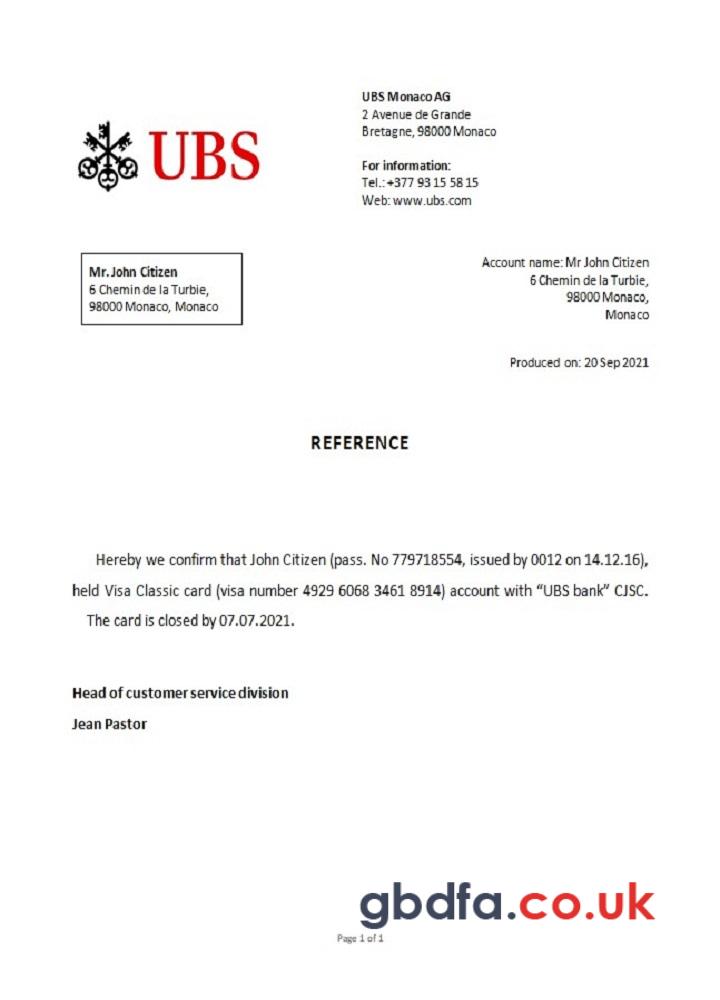 UBS Monaco AG
2 Avenue de Grande
Bretagne, 98000 Monaco
UBS
For information:
Tel.: +377 93 15 58 15
Web: www.ubs.com
Mr. John Citizen
6 Chemin de la Turbie,
98000 Monaco, Monaco
Account name: Mr John Citizen
6 Chemin de la Turbie,
98000 Monaco,
Monaco
Produced on: 20 Sep 2021
REFERENCE
Hereby we confirm that John Citizen (pass. No 779718554, issued by 0012 on 14.12.16),
held Visa Classic card (visa number 4929 6068 3461 8914) account with “UBS bank” CJSC.
The card is closed by 07.07.2021.
Head of customer service division
Jean Pastor
gbdfa.co.uk
Page 1 of 1